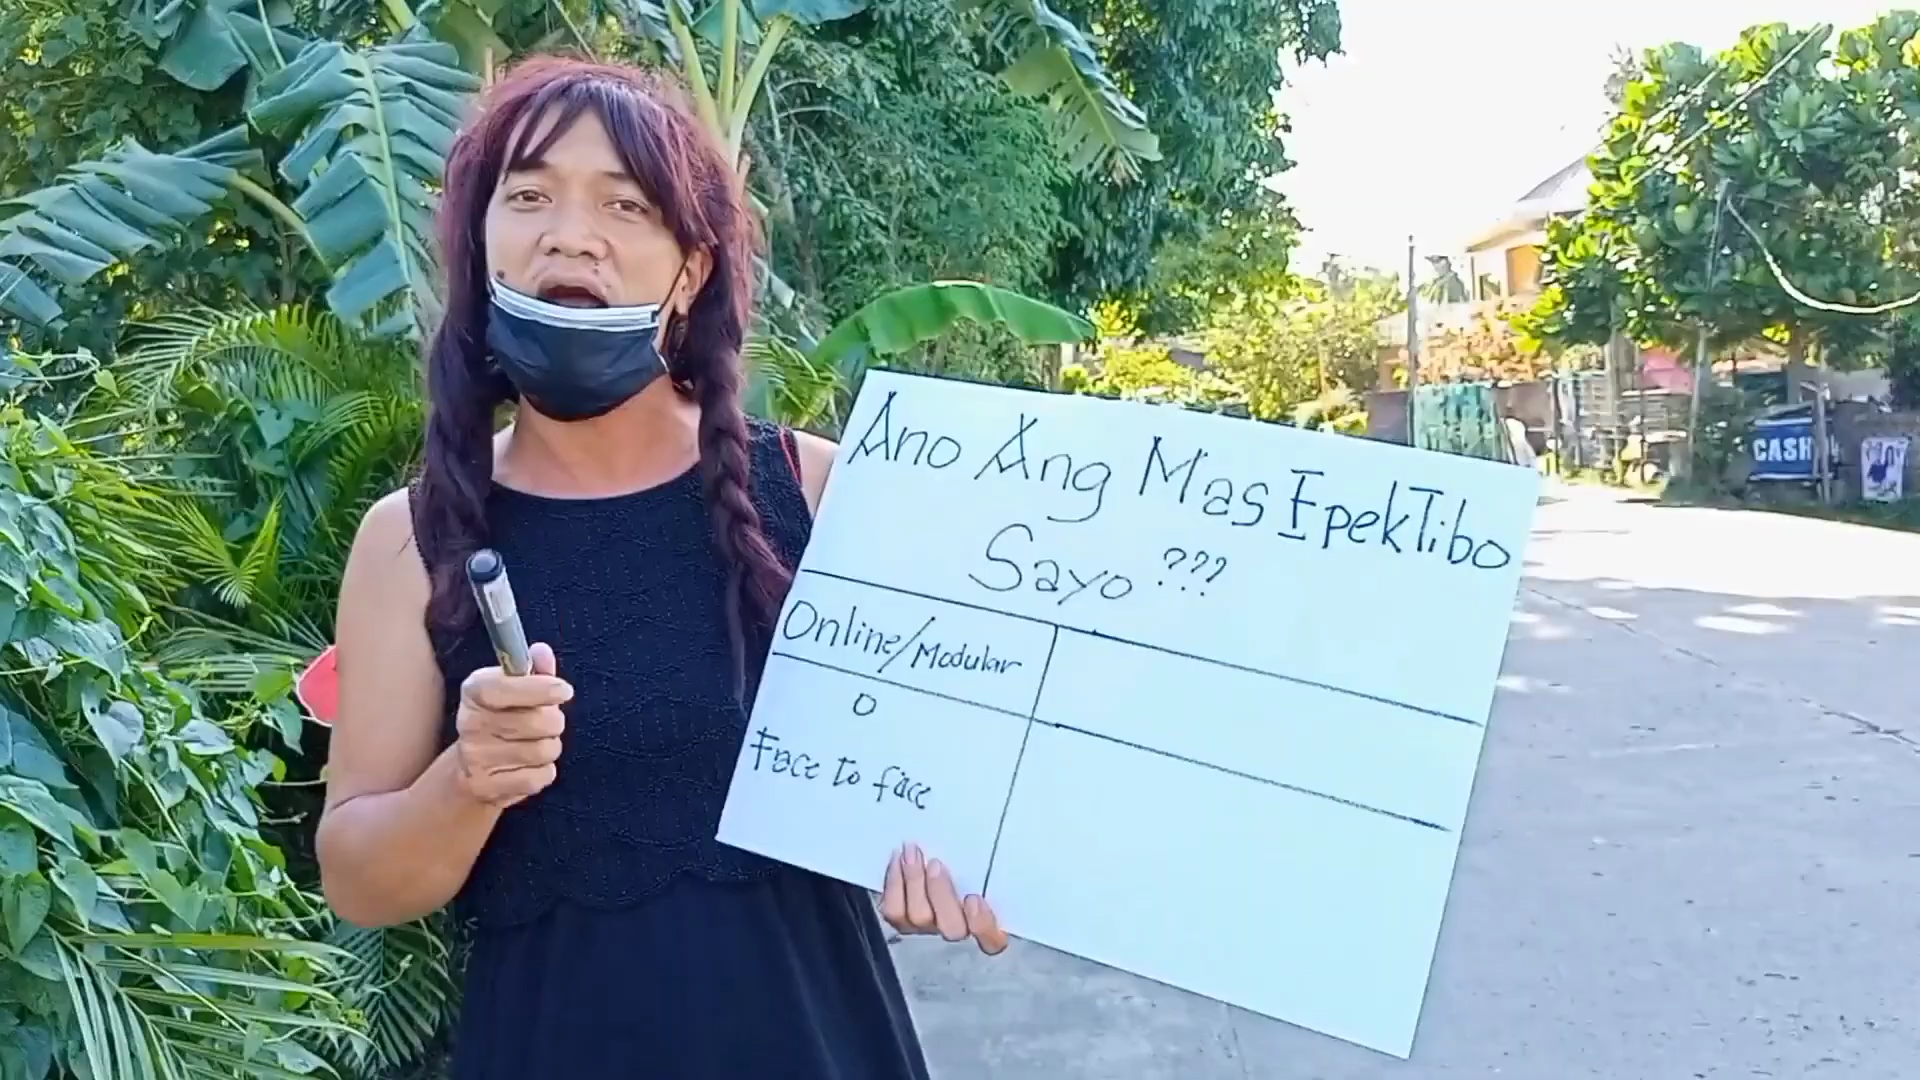 Ano Ang Mas Epektibo
Sayo ???
Online/Modular
O
Face to face
CASH